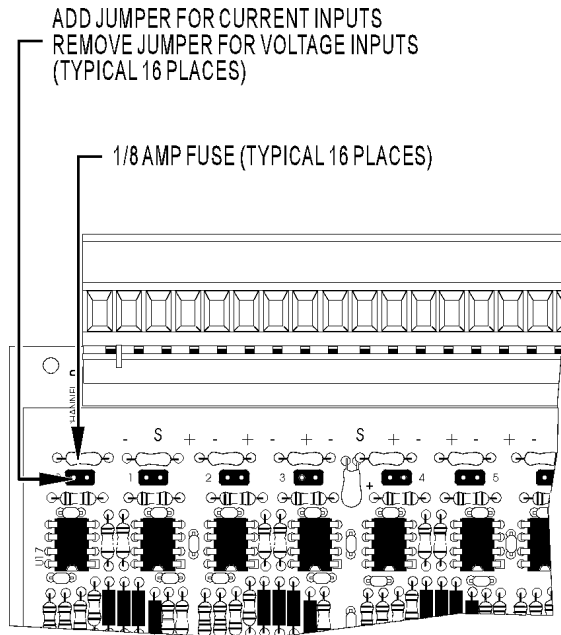 ADD JUMPER FOR CURRENT INPUTS
REMOVE JUMPER FOR VOLTAGE INPUTS
(TYPICAL 16 PLACES)
1/8 AMP FUSE (TYPICAL 16 PLACES)
- S + - + - + S + - + - + -
1 2 3 + 4 5
U17